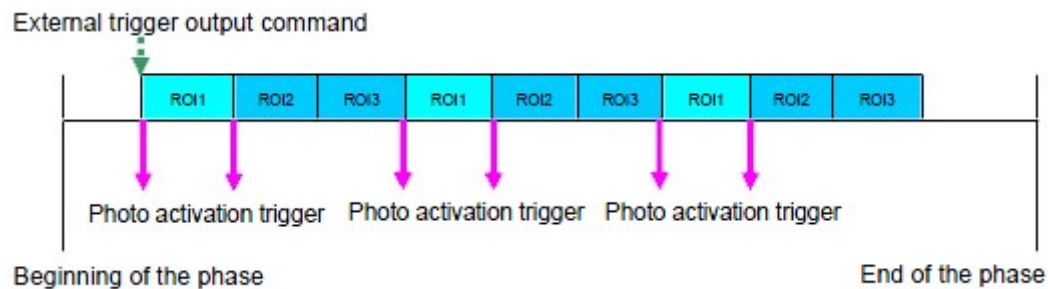 External trigger output command
ROI1 ROI2 ROI3 ROI1 ROI2 ROI3 ROI1 ROI2 ROI3
Photo activation trigger Photo activation trigger Photo activation trigger
Beginning of the phase End of the phase